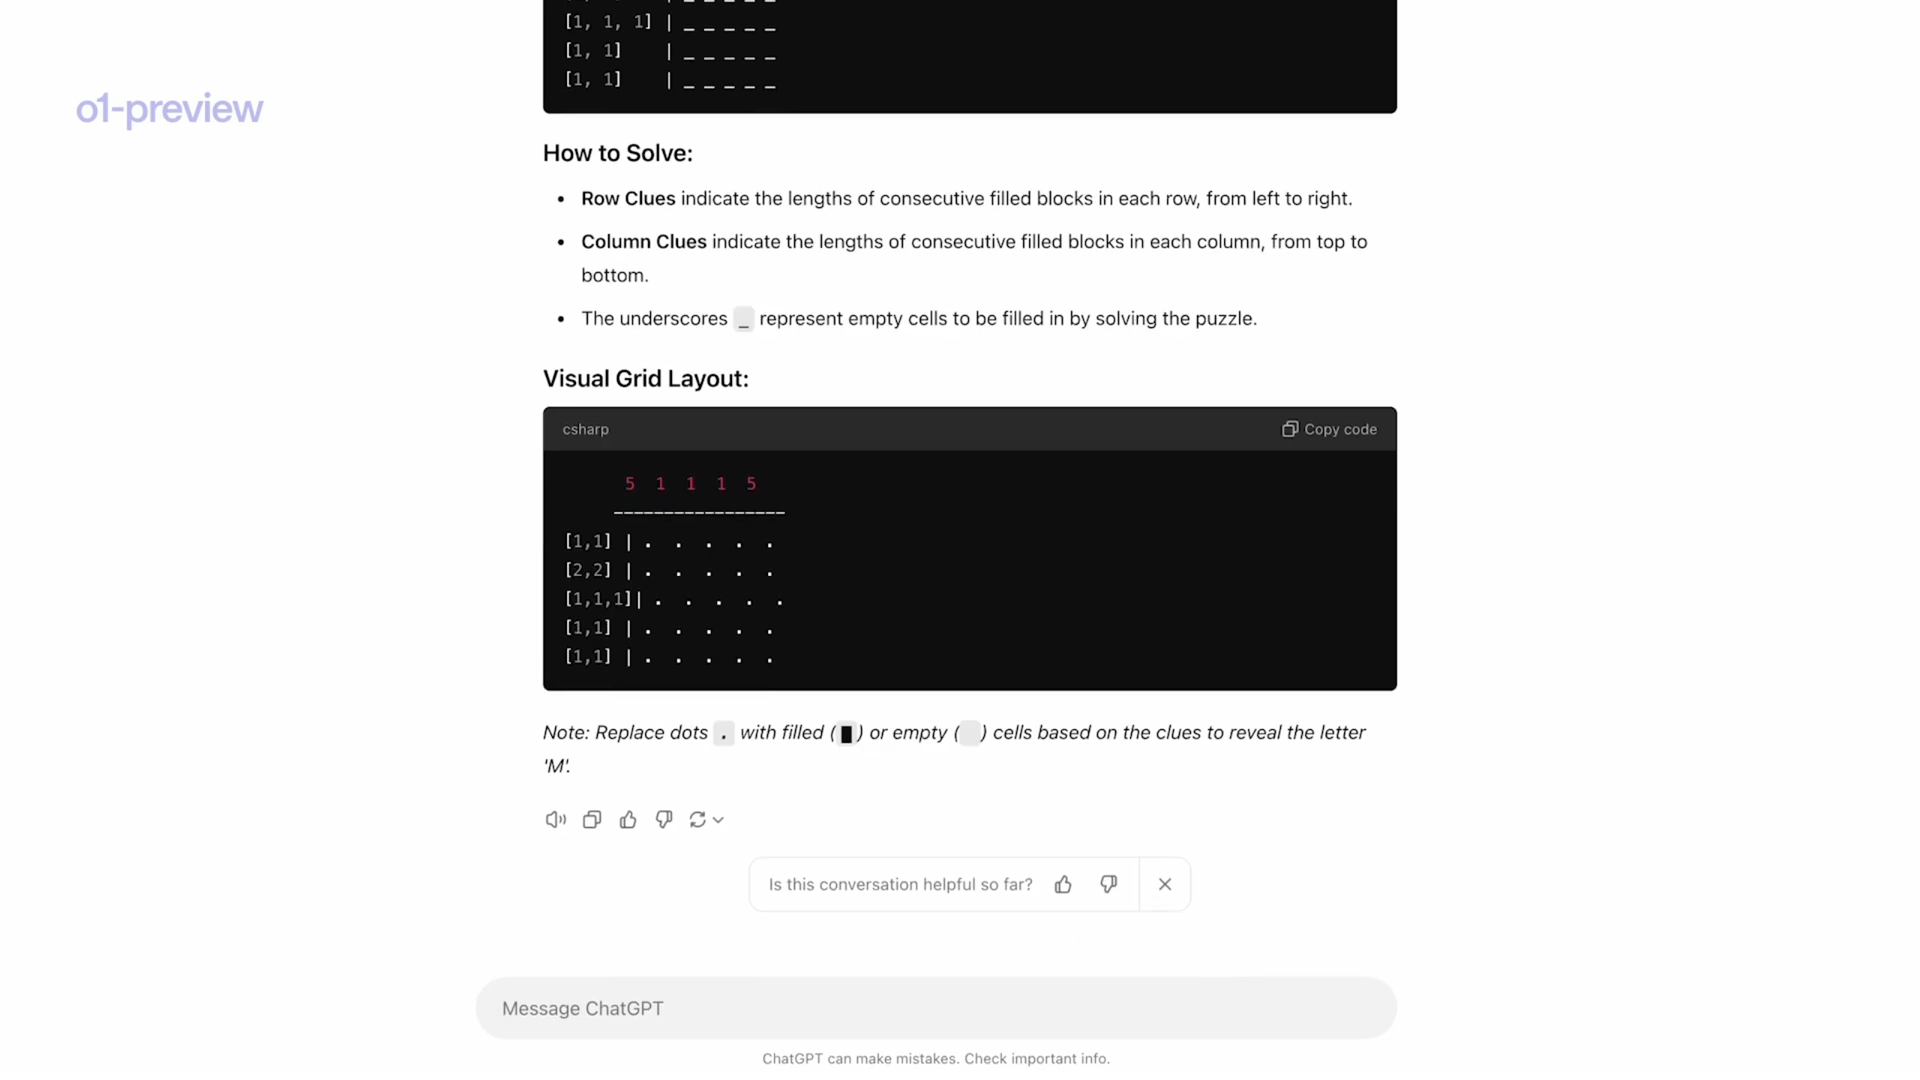 [1, 1, 1] | _ _ _ _ _
[1, 1]    | _ _ _ _ _
[1, 1]    | _ _ _ _ _
o1-preview
How to Solve:
• Row Clues indicate the lengths of consecutive filled blocks in each row, from left to right.
• Column Clues indicate the lengths of consecutive filled blocks in each column, from top to
bottom.
• The underscores _ represent empty cells to be filled in by solving the puzzle.
Visual Grid Layout:
csharp Copy code
5  1  1  1  5
-----------------
[1,1] | .  .  .  .  .
[2,2] | .  .  .  .  .
[1,1,1]| .  .  .  .  .
[1,1] | .  .  .  .  .
[1,1] | .  .  .  .  .
Note: Replace dots . with filled (█) or empty ( ) cells based on the clues to reveal the letter
'M'.
Is this conversation helpful so far?
Message ChatGPT
ChatGPT can make mistakes. Check important info.